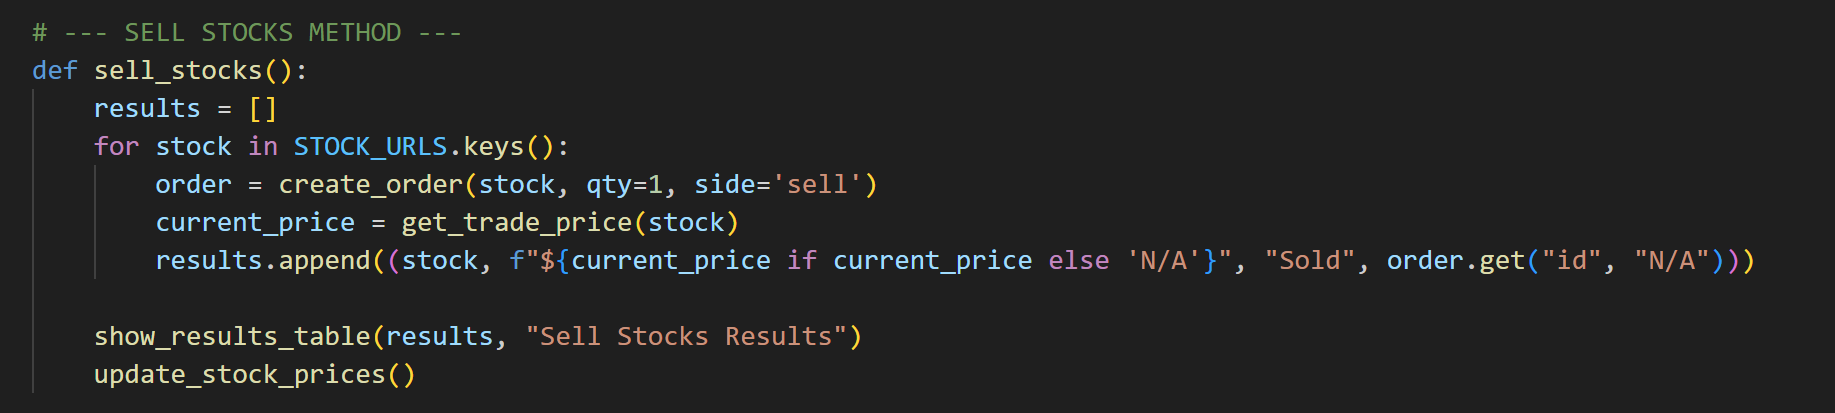 # --- SELL STOCKS METHOD ---
def sell_stocks():
    results = []
    for stock in STOCK_URLS.keys():
        order = create_order(stock, qty=1, side='sell')
        current_price = get_trade_price(stock)
        results.append((stock, f"${current_price if current_price else 'N/A'}", "Sold", order.get("id", "N/A")))

    show_results_table(results, "Sell Stocks Results")
    update_stock_prices()